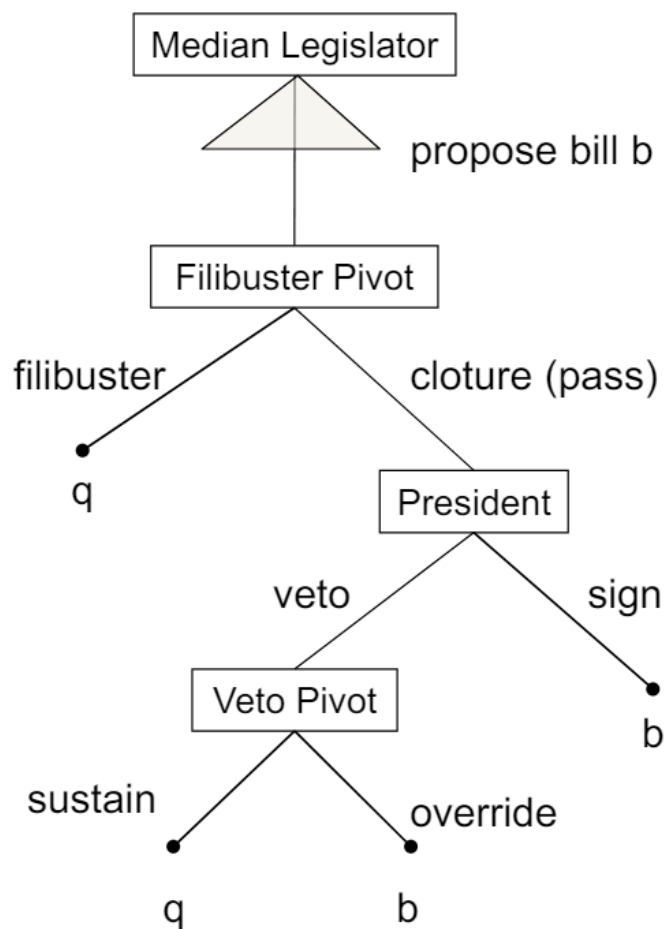 Median Legislator
propose bill b
Filibuster Pivot
filibuster
cloture (pass)
q
President
veto
sign
Veto Pivot
b
sustain
override
q
b